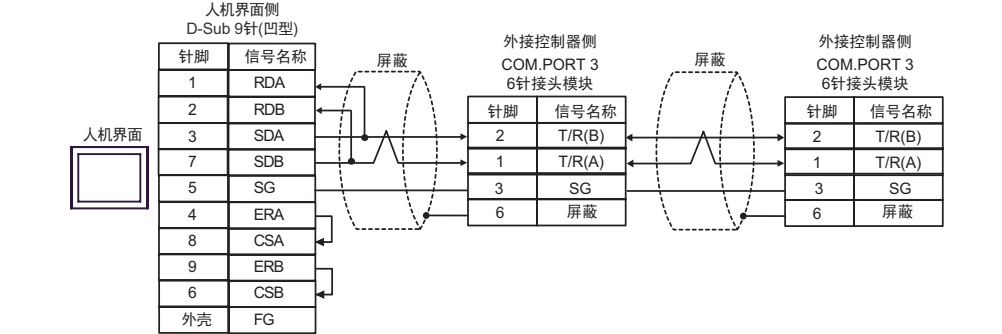 人机界面侧
D-Sub 9针(凹型)
针脚 信号名称
1 RDA
2 RDB
3 SDA
7 SDB
5 SG
4 ERA
8 CSA
9 ERB
6 CSB
外壳 FG
人机界面
屏蔽
外接控制器侧
COM.PORT 3
6针接头模块
针脚 信号名称
2 T/R(B)
1 T/R(A)
3 SG
6 屏蔽
屏蔽
外接控制器侧
COM.PORT 3
6针接头模块
针脚 信号名称
2 T/R(B)
1 T/R(A)
3 SG
6 屏蔽